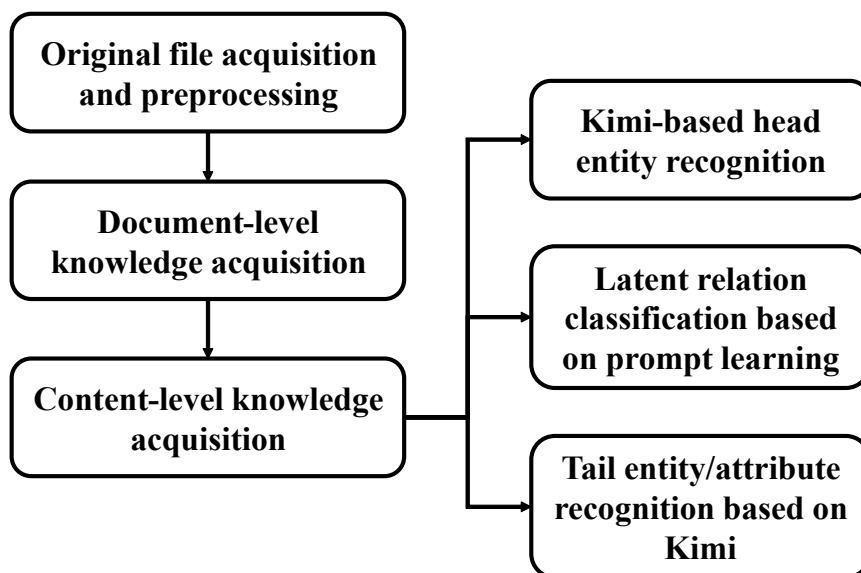 Original file acquisition
and preprocessing
Document-level
knowledge acquisition
Content-level knowledge
acquisition
Kimi-based head
entity recognition
Latent relation
classification based
on prompt learning
Tail entity/attribute
recognition based on
Kimi